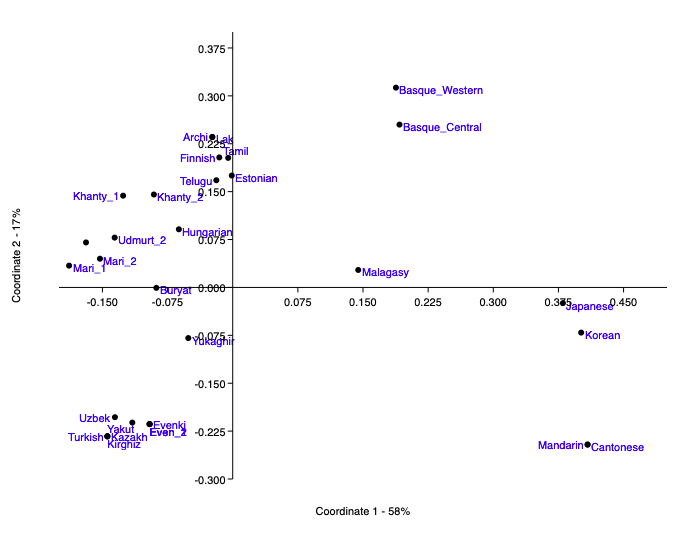 0.375
0.300
Basque_Western
Basque_Central
Archi
Lak
0.225
Tamil
Finnish
Telugu
Estonian
0.150
Khanty_1
Khanty_2
Hungarian
Udmurt_2
0.075
Mari_2
Mari_1
Malagasy
Buryat
0.000
-0.150
-0.075
0.075
0.150
0.225
0.300
0.375
0.450
Japanese
-0.075
Yukaghir
Korean
-0.150
Uzbek
Yakut
Evenki
-0.225
Turkish
Kazakh
Kirghiz
Mandarin
Cantonese
-0.300
Coordinate 1 - 58%
Coordinate 2 - 17%